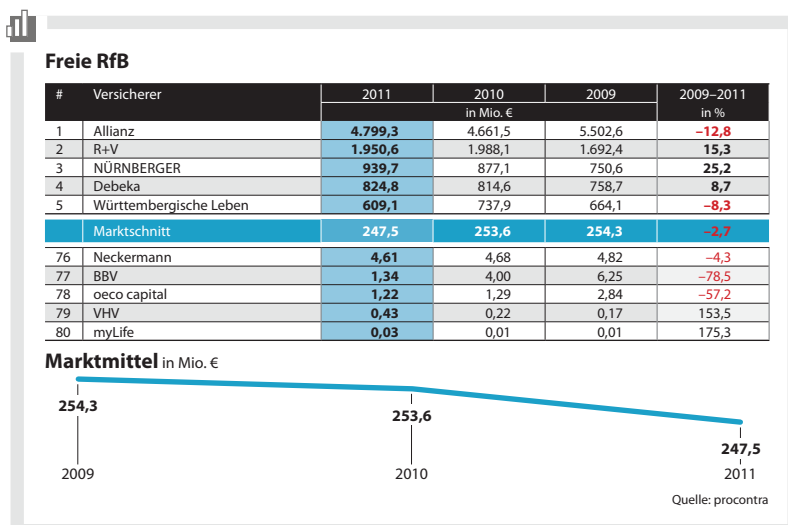 Freie RfB
# Versicherer 2011 2010 2009 2009–2011
in Mio. € in %
1 Allianz 4.799,3 4.661,5 5.502,6 –12,8
2 R+V 1.950,6 1.988,1 1.692,4 15,3
3 NÜRNBERGER 939,7 877,1 750,6 25,2
4 Debeka 824,8 814,6 758,7 8,7
5 Württembergische Leben 609,1 737,9 664,1 –8,3
Marktschnitt 247,5 253,6 254,3 –2,7
76 Neckermann 4,61 4,68 4,82 –4,3
77 BBV 1,34 4,00 6,25 –78,5
78 oeco capital 1,22 1,29 2,84 –57,2
79 VHV 0,43 0,22 0,17 153,5
80 myLife 0,03 0,01 0,01 175,3
Marktmittel in Mio. €
254,3
253,6
247,5
2009 2010 2011
Quelle: procontra